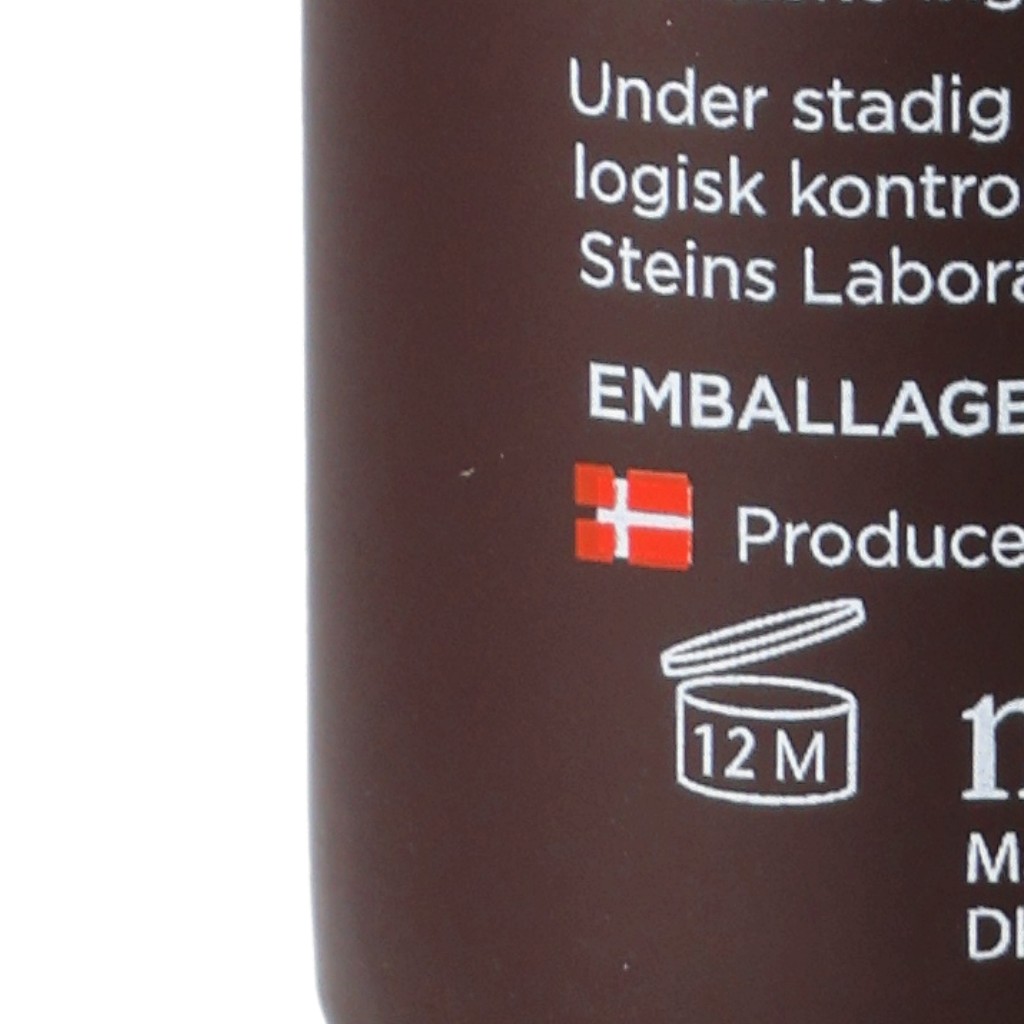 Under stadig
logisk kontro
Steins Labora
EMBALLAGE
Produce
12 M